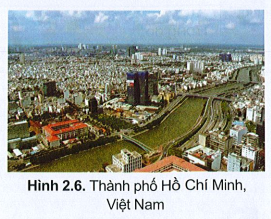 Hình 2.6. Thành phố Hồ Chí Minh,
Việt Nam